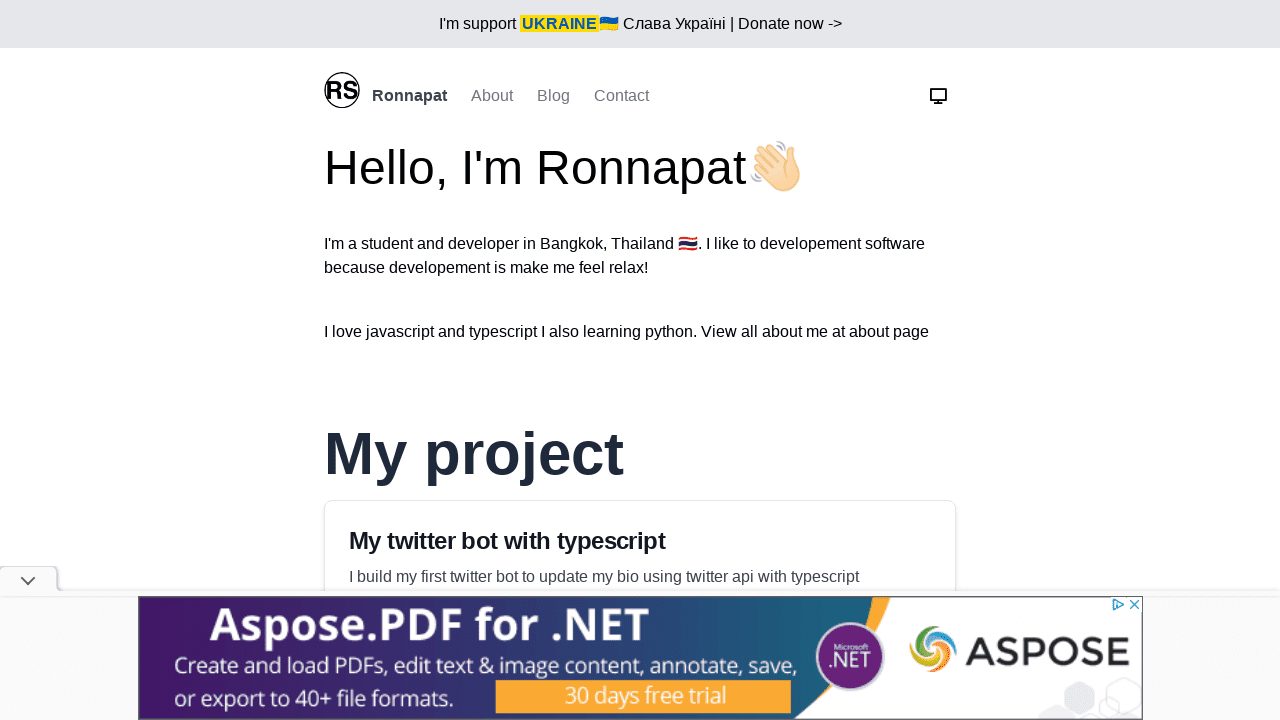 I'm support UKRAINE🇺🇦 Слава Україні | Donate now ->
RS Ronnapat About Blog Contact
Hello, I'm Ronnapat👋🏻
I'm a student and developer in Bangkok, Thailand 🇹🇭. I like to developement software
because developement is make me feel relax!
I love javascript and typescript I also learning python. View all about me at about page
My project
My twitter bot with typescript
I build my first twitter bot to update my bio using twitter api with typescript
Aspose.PDF for .NET
Create and load PDFs, edit text & image content, annotate, save,
or export to 40+ file formats.
30 days free trial
Microsoft
.NET
ASPOSE